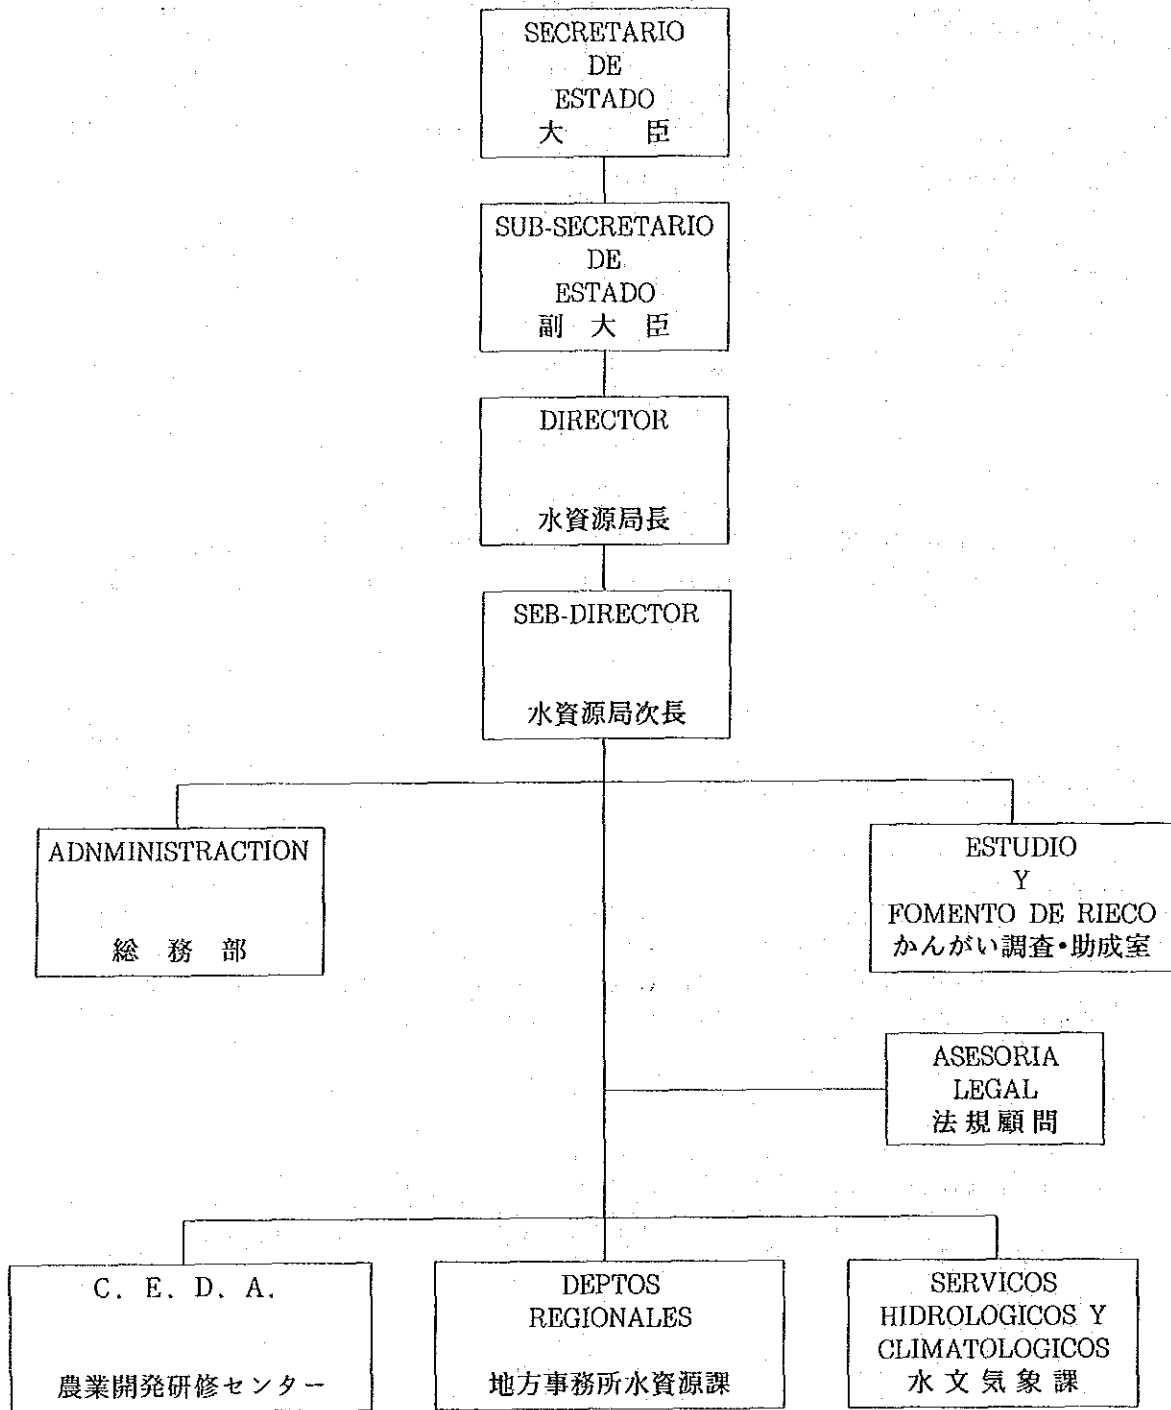 SECRETARIO
DE
ESTADO
大 臣
SUB-SECRETARIO
DE
ESTADO
副 大 臣
DIRECTOR
水資源局長
SEB-DIRECTOR
水資源局次長
ADNMINISTRACTION
総 務 部
ESTUDIO
Y
FOMENTO DE RIECO
かんがい調査・助成室
ASESORIA
LEGAL
法規顧問
C. E. D. A.
農業開発研修センター
DEPTOS
REGIONALES
地方事務所水資源課
SERVICOS
HIDROLOGICOS Y
CLIMATOLOGICOS
水文気象課